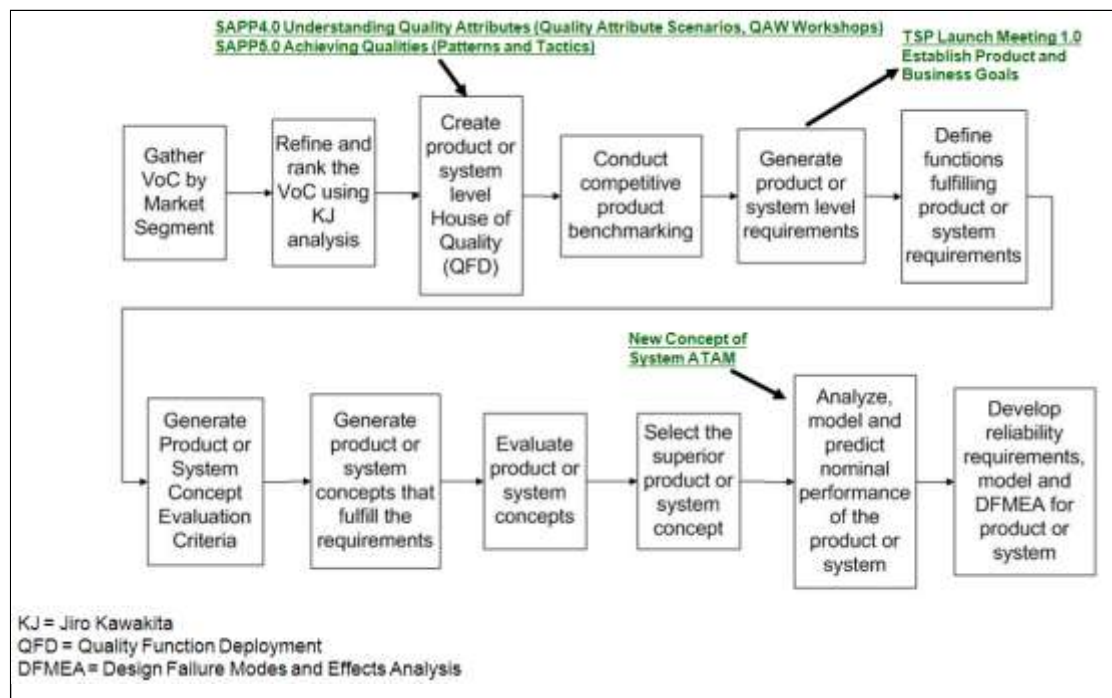 SAPP4.0 Understanding Quality Attributes (Quality Attribute Scenarios, QAW Workshops)
SAPP5.0 Achieving Qualities (Patterns and Tactics)
TSP Launch Meeting 1.0
Establish Product and
Business Goals
Gather
VoC by
Market
Segment
Refine and
rank the
VoC using
KJ
analysis
Create
product or
system
level
House of
Quality
(QFD)
Conduct
competitive
product
benchmarking
Generate
product or
system level
requirements
Define
functions
fulfilling
product or
system
requirements
New Concept of
System ATAM
Generate
Product or
System
Concept
Evaluation
Criteria
Generate
product or
system
concepts that
fulfill the
requirements
Evaluate
product or
system
concepts
Select the
superior
product or
system
concept
Analyze,
model and
predict
nominal
performance
of the
product or
system
Develop
reliability
requirements,
model and
DFMEA for
product or
system
KJ = Jiro Kawakita
QFD = Quality Function Deployment
DFMEA = Design Failure Modes and Effects Analysis